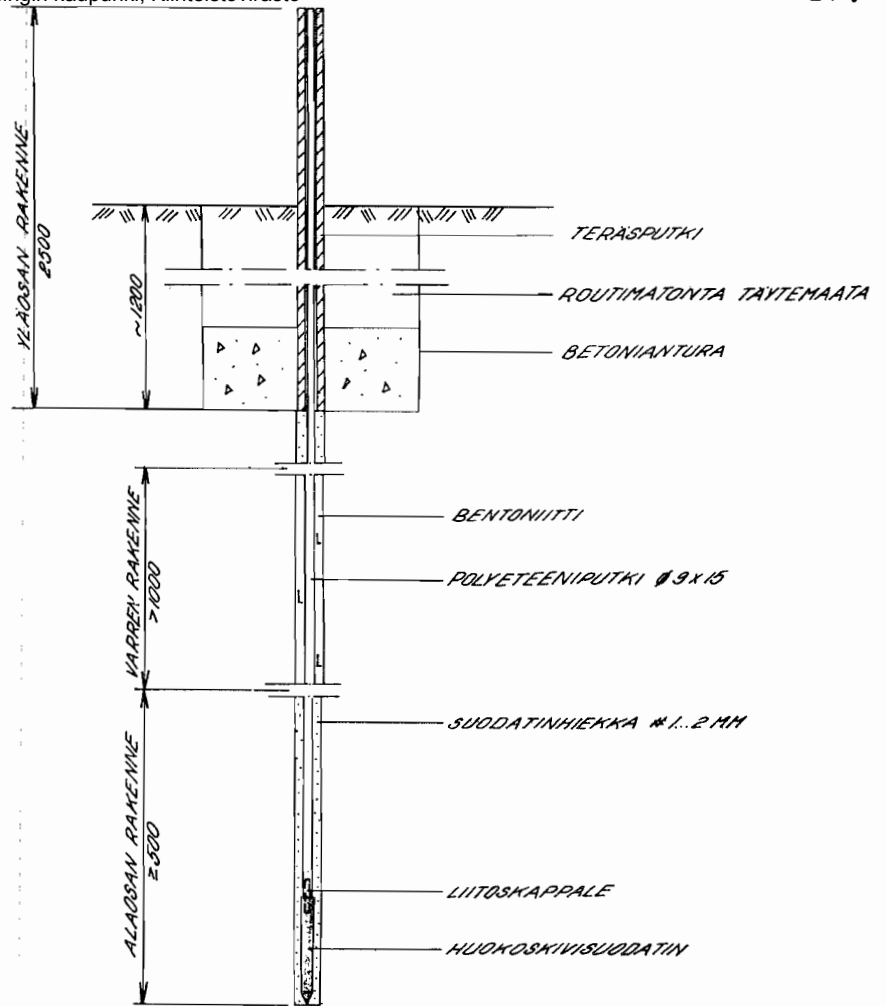 YLÄOSAN RAKENNE
2500
~1200
TERÄSPUTKI
ROUTIMATONTA TÄYTEMAATA
BETONIANTURA
VARREN RAKENNE
>1000
BENTONIITTI
POLYETEENIPUTKI Ø 9 x 15
ALAOSAN RAKENNE
≥500
SUODATINHIEKKA # 1...2 MM
LIITOSKAPPALE
HUOKOSKIVISUODATIN